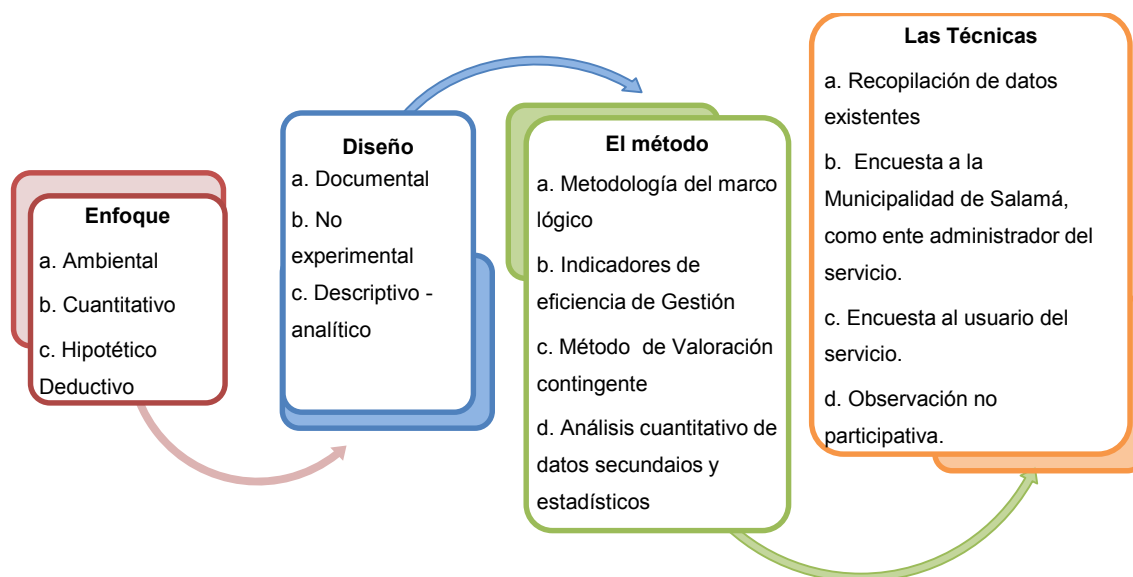 Enfoque
a. Ambiental
b. Cuantitativo
c. Hipotético
Deductivo
Diseño
a. Documental
b. No
experimental
c. Descriptivo -
analítico
El método
a. Metodología del marco
lógico
b. Indicadores de
eficiencia de Gestión
c. Método de Valoración
contingente
d. Análisis cuantitativo de
datos secundaios y
estadísticos
Las Técnicas
a. Recopilación de datos
existentes
b. Encuesta a la
Municipalidad de Salamá,
como ente administrador del
servicio.
c. Encuesta al usuario del
servicio.
d. Observación no
participativa.